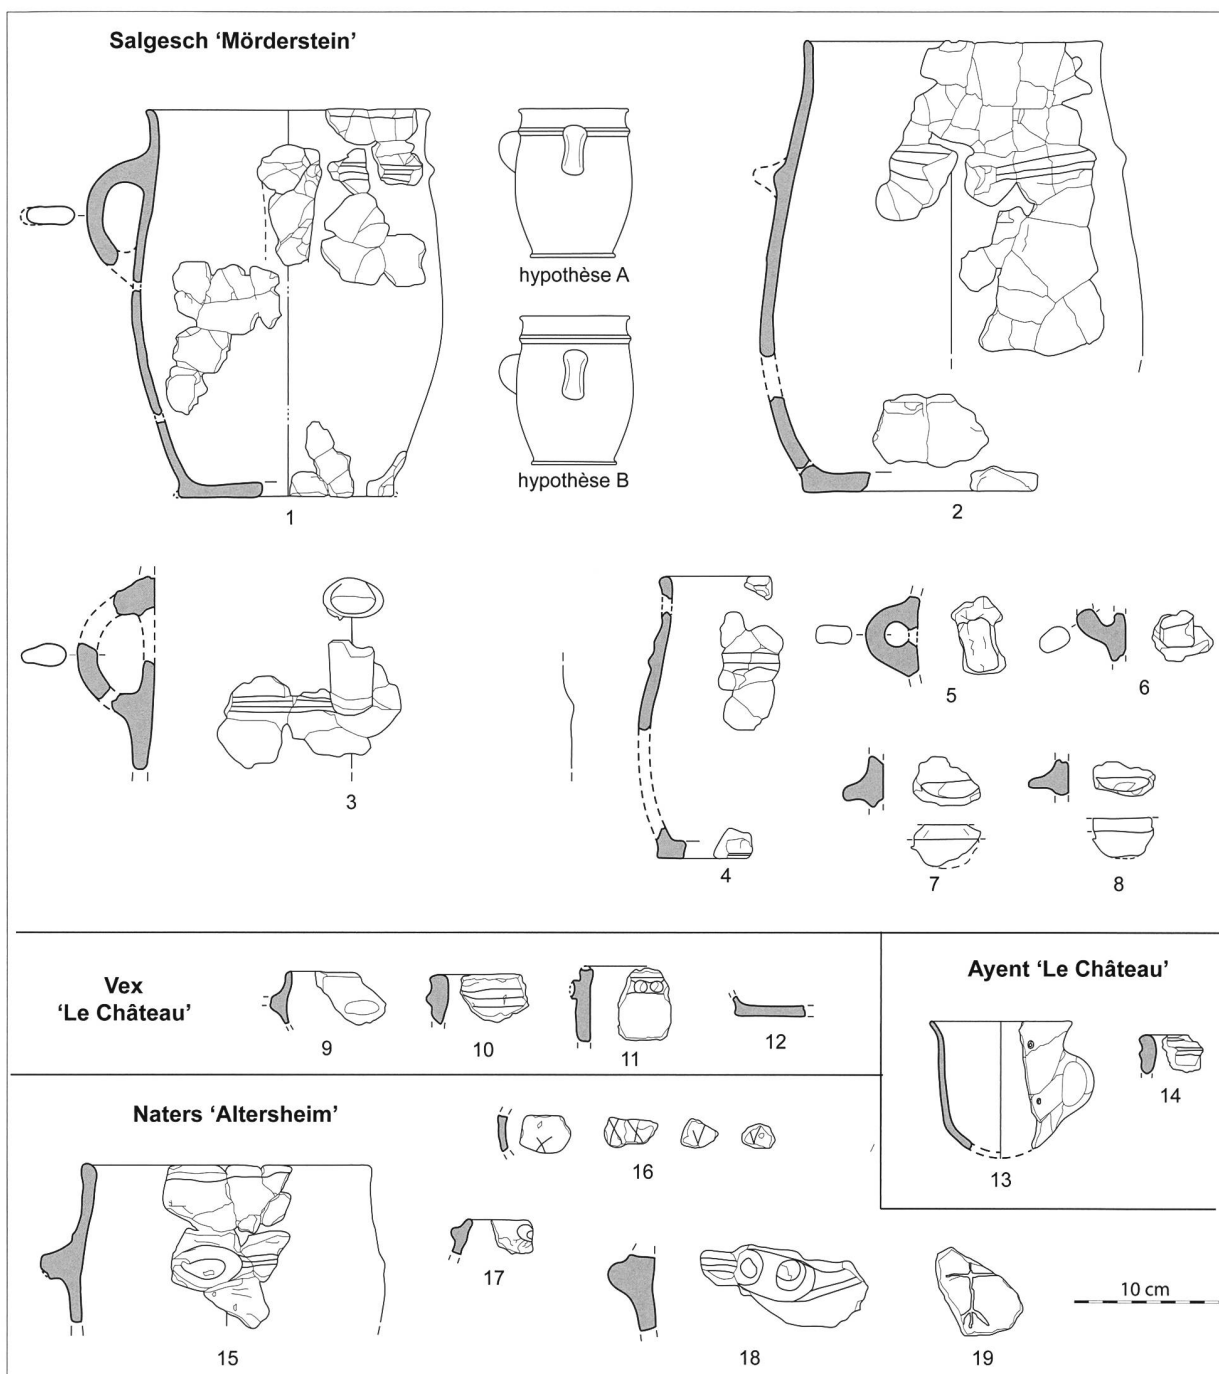 Salgesch ‘Mörderstein’
hypothèse A
hypothèse B
1
2
3
4
5
6
7
8
Vex
‘Le Château’
9
10
11
12
Ayent ‘Le Château’
13
14
Naters ‘Altersheim’
15
16
17
18
19
10 cm